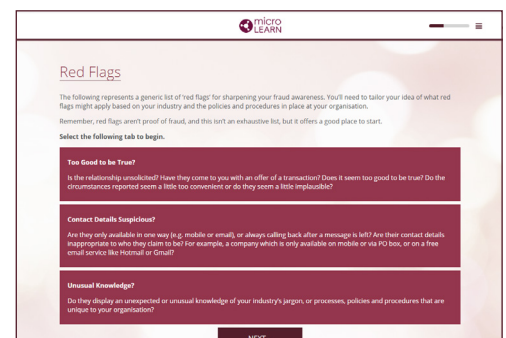 micro
LEARN
Red Flags
The following represents a generic list of 'red flags' for sharpening your fraud awareness. You'll need to tailor your idea of what red
flags might apply based on your industry and the policies and procedures in place at your organisation.
Remember, red flags aren't proof of fraud, and this isn't an exhaustive list, but it offers a good place to start.
Select the following tab to begin.
Too Good to be True?
Is the relationship unsolicited? Have they come to you with an offer of a transaction? Does it seem too good to be true? Do the
circumstances reported seem a little too convenient or do they seem a little implausible?
Contact Details Suspicious?
Are they only available in one way (e.g. mobile or email), or always calling back after a message is left? Are their contact details
inappropriate to who they claim to be? For example, a company which is only available on mobile or via PO box, or on a free
email service like Hotmail or Gmail?
Unusual Knowledge?
Do they display an unexpected or unusual knowledge of your industry's jargon, or processes, policies and procedures that are
unique to your organisation?
NEXT